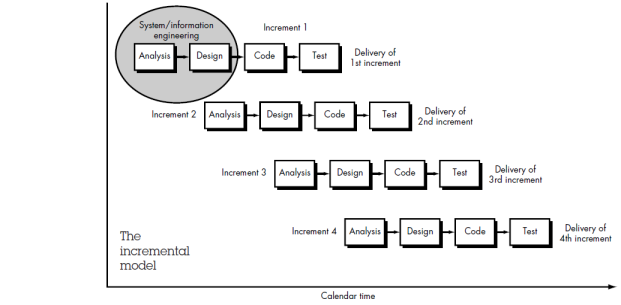 System/information
engineering
Increment 1
Analysis
Design
Code
Test
Delivery of
1st increment
Increment 2
Analysis
Design
Code
Test
Delivery of
2nd increment
Increment 3
Analysis
Design
Code
Test
Delivery of
3rd increment
Increment 4
Analysis
Design
Code
Test
Delivery of
4th increment
The
incremental
model
Calendar time